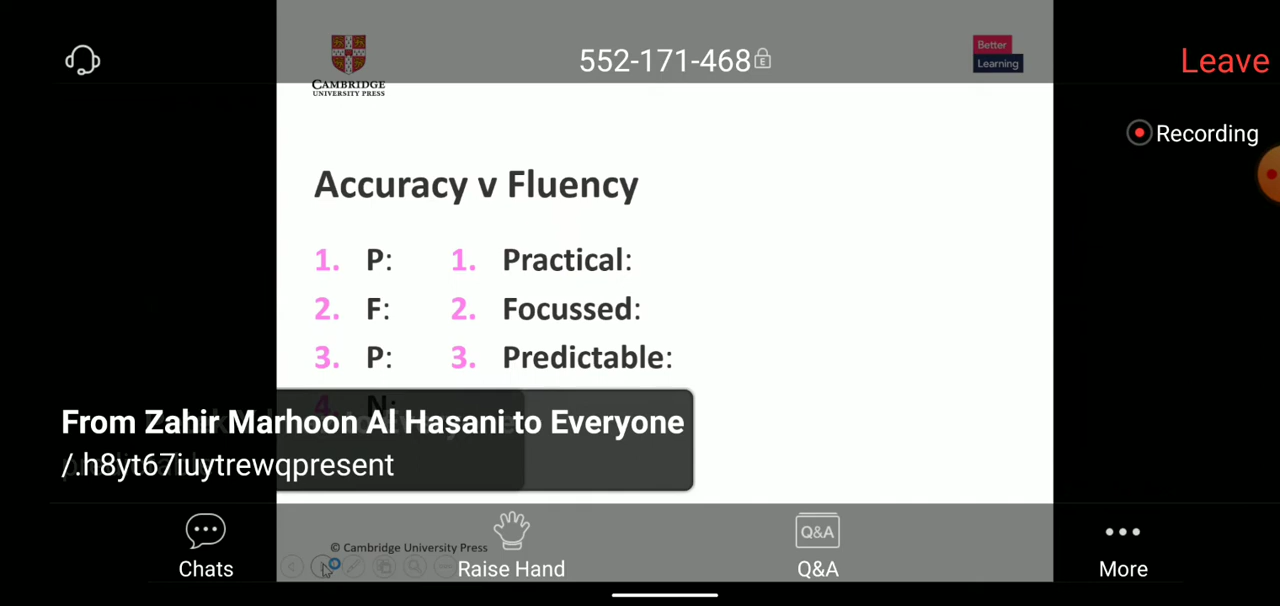 CAMBRIDGE
UNIVERSITY PRESS
552-171-468
E
Better
Learning
Leave
Recording
Accuracy v Fluency
1. P: 1. Practical:
2. F: 2. Focussed:
3. P: 3. Predictable:
4. N:
From Zahir Marhoon Al Hasani to Everyone
/.h8yt67iuytrewqpresent
© Cambridge University Press
Chats
Raise Hand
Q&A
Q&A
More